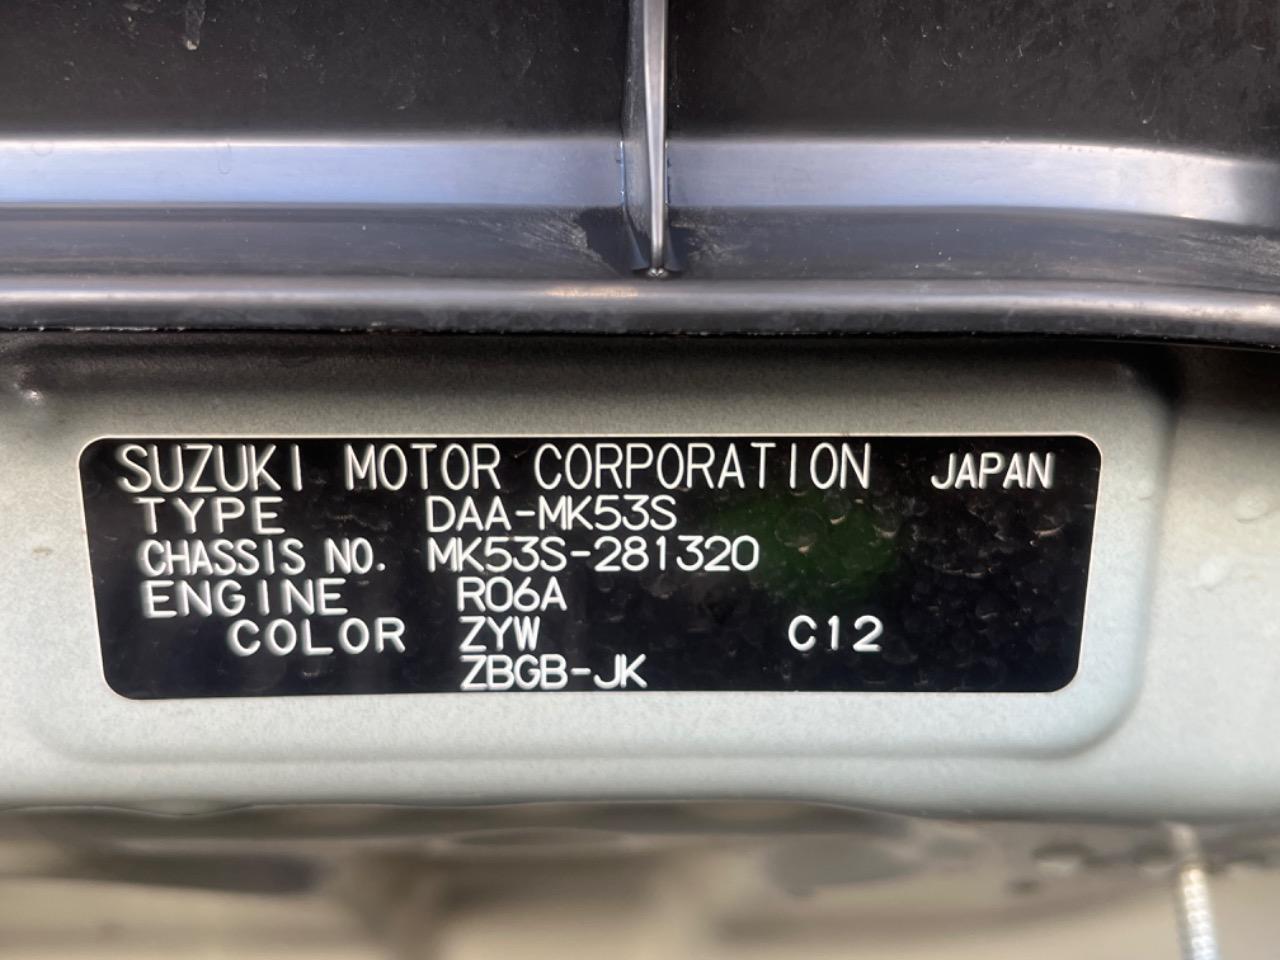 SUZUKI MOTOR CORPORATION JAPAN
TYPE DAA-MK53S
CHASSIS NO. MK53S-281320
ENGINE R06A
COLOR ZYW C12
ZBGB-JK